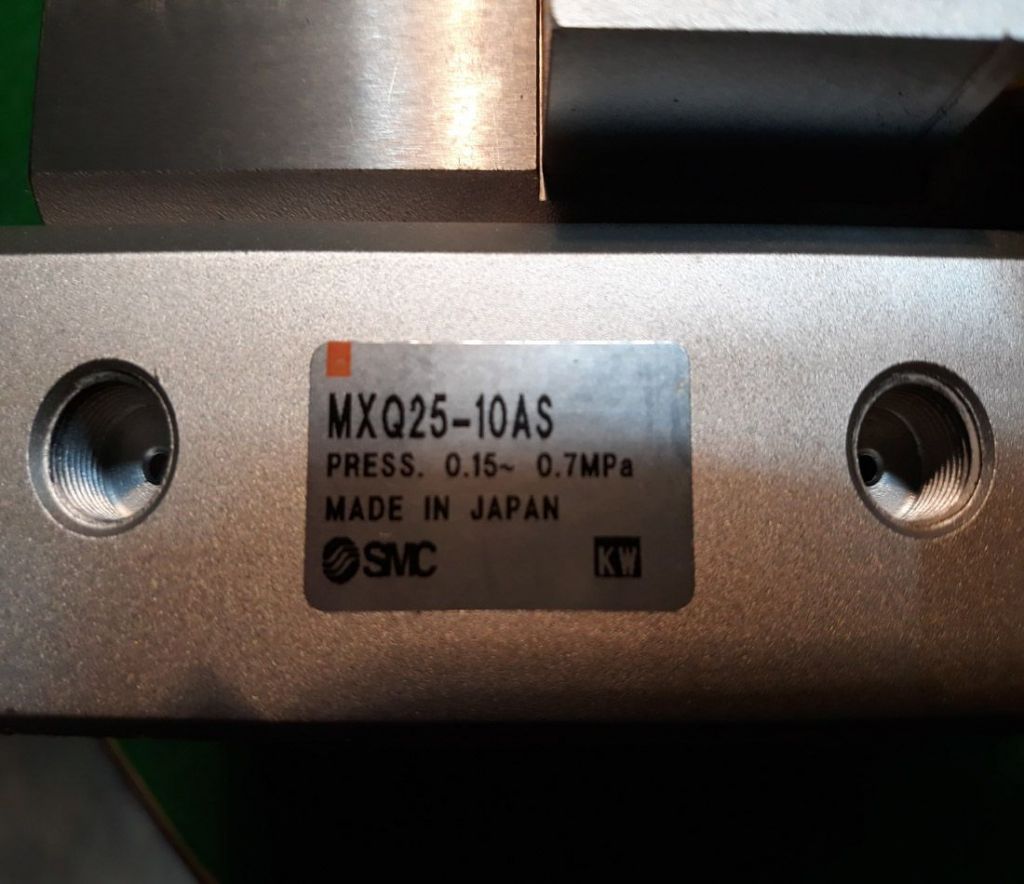 MXQ25-10AS
PRESS. 0.15~ 0.7MPa
MADE IN JAPAN
SMC KW